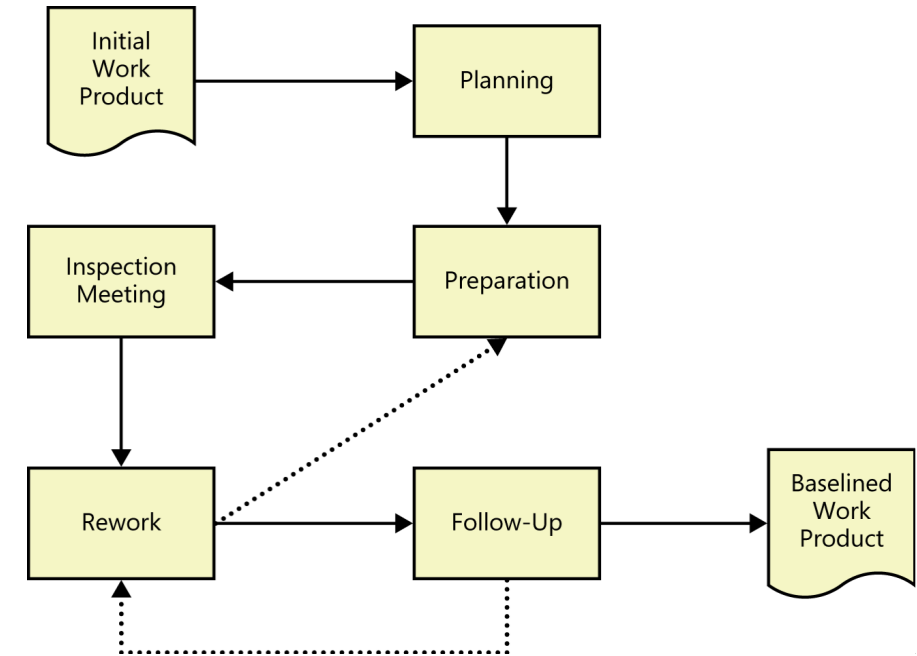 Initial
Work
Product
Planning
Inspection
Meeting
Preparation
Rework
Follow-Up
Baselined
Work
Product